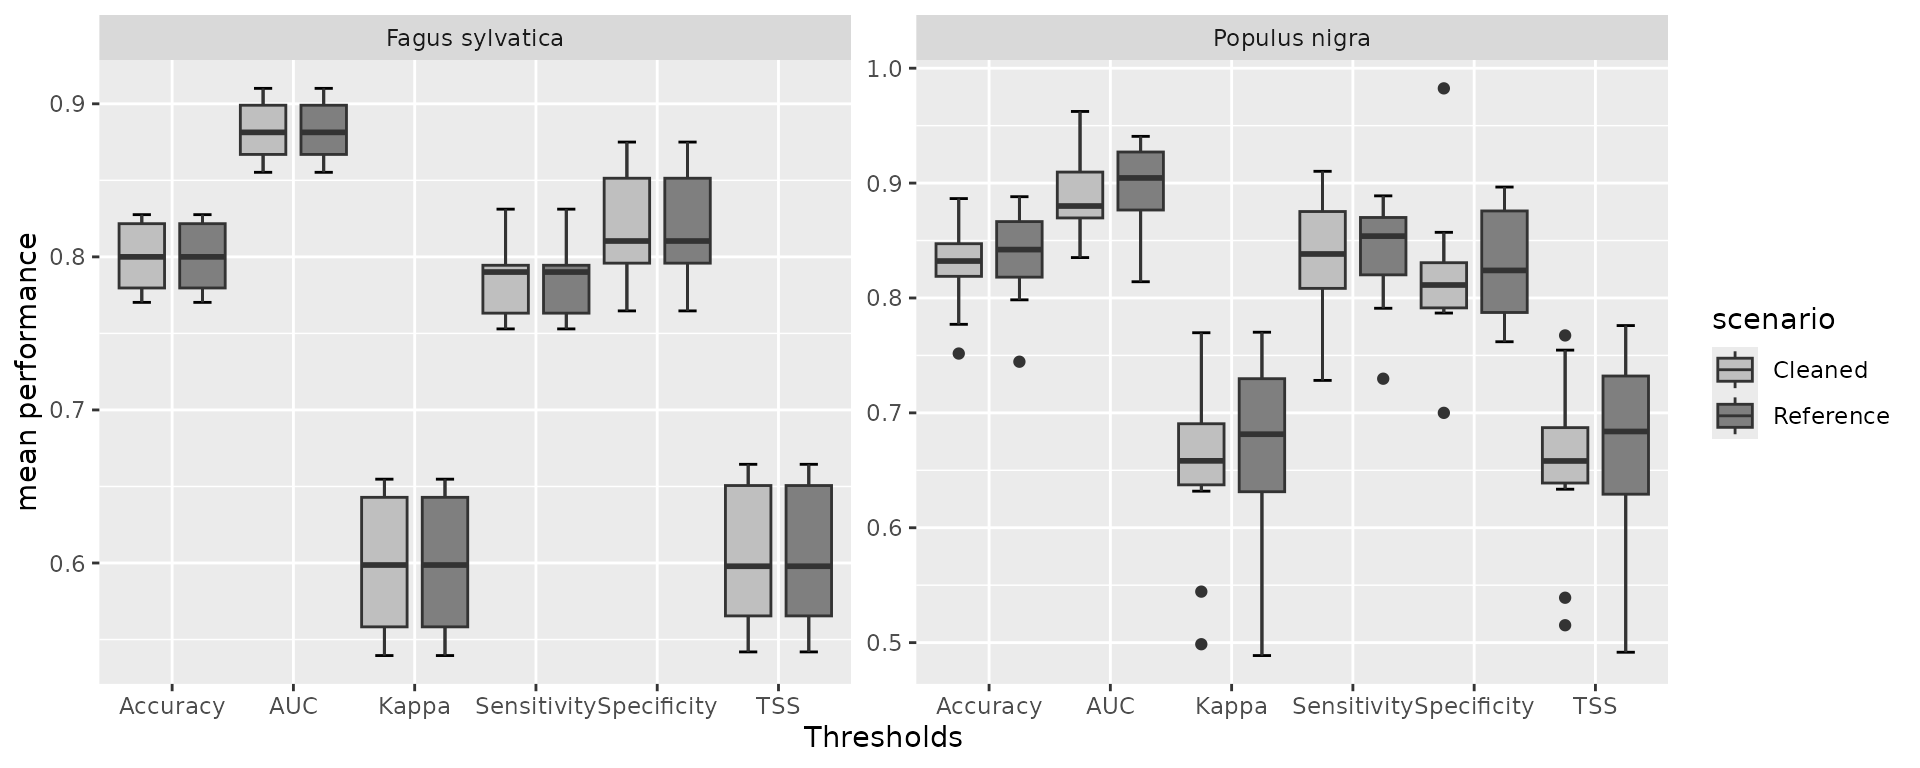 Fagus sylvatica
Populus nigra
mean performance
0.9
0.8
0.7
0.6
1.0
0.9
0.8
0.7
0.6
0.5
Accuracy AUC Kappa Sensitivity Specificity TSS
Accuracy AUC Kappa Sensitivity Specificity TSS
Thresholds
scenario
Cleaned
Reference